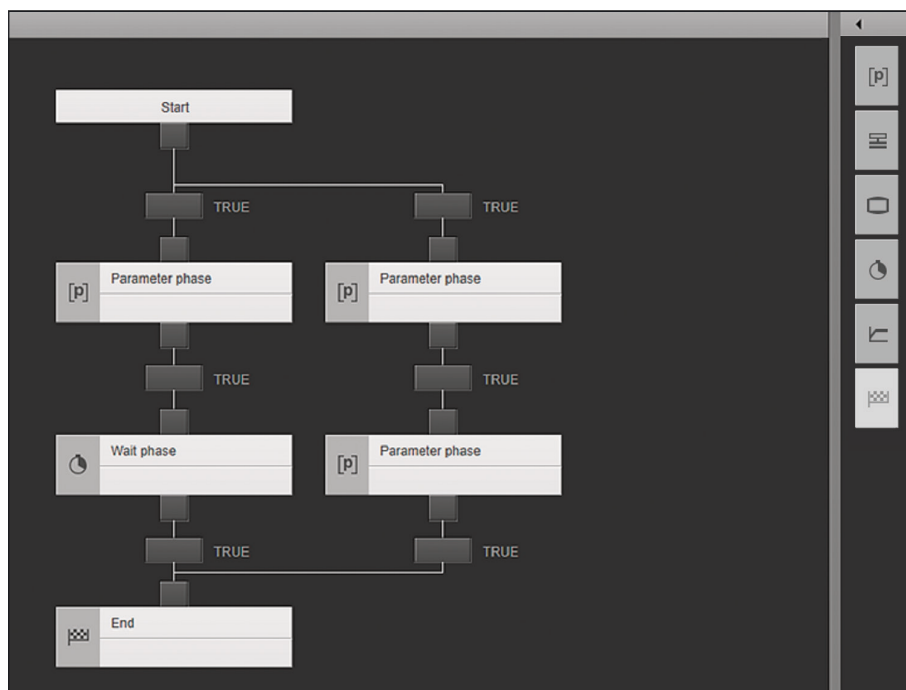 Start
TRUE
TRUE
[p] Parameter phase
[p] Parameter phase
TRUE
TRUE
Wait phase
[p] Parameter phase
TRUE
TRUE
End
[p]